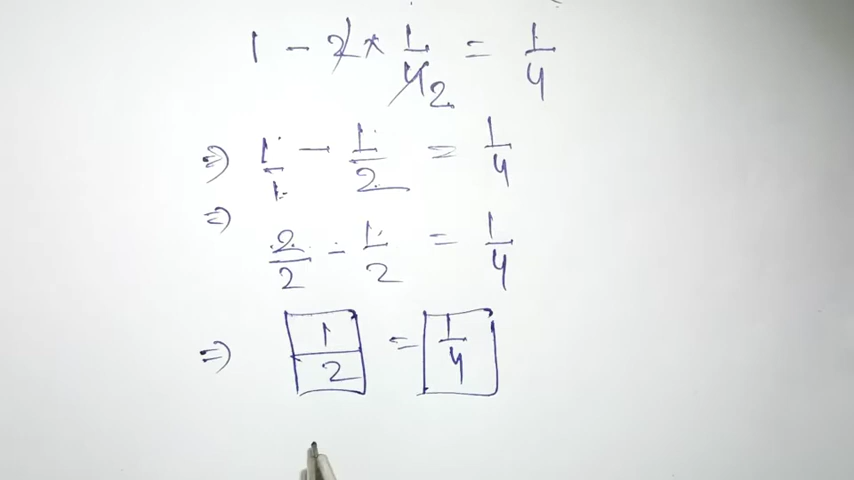 1 - 2 × 1/4 2 = 1/4
⇒ 1/1 - 1/2 = 1/4
⇒ 2/2 - 1/2 = 1/4
⇒ 1/2 = 1/4